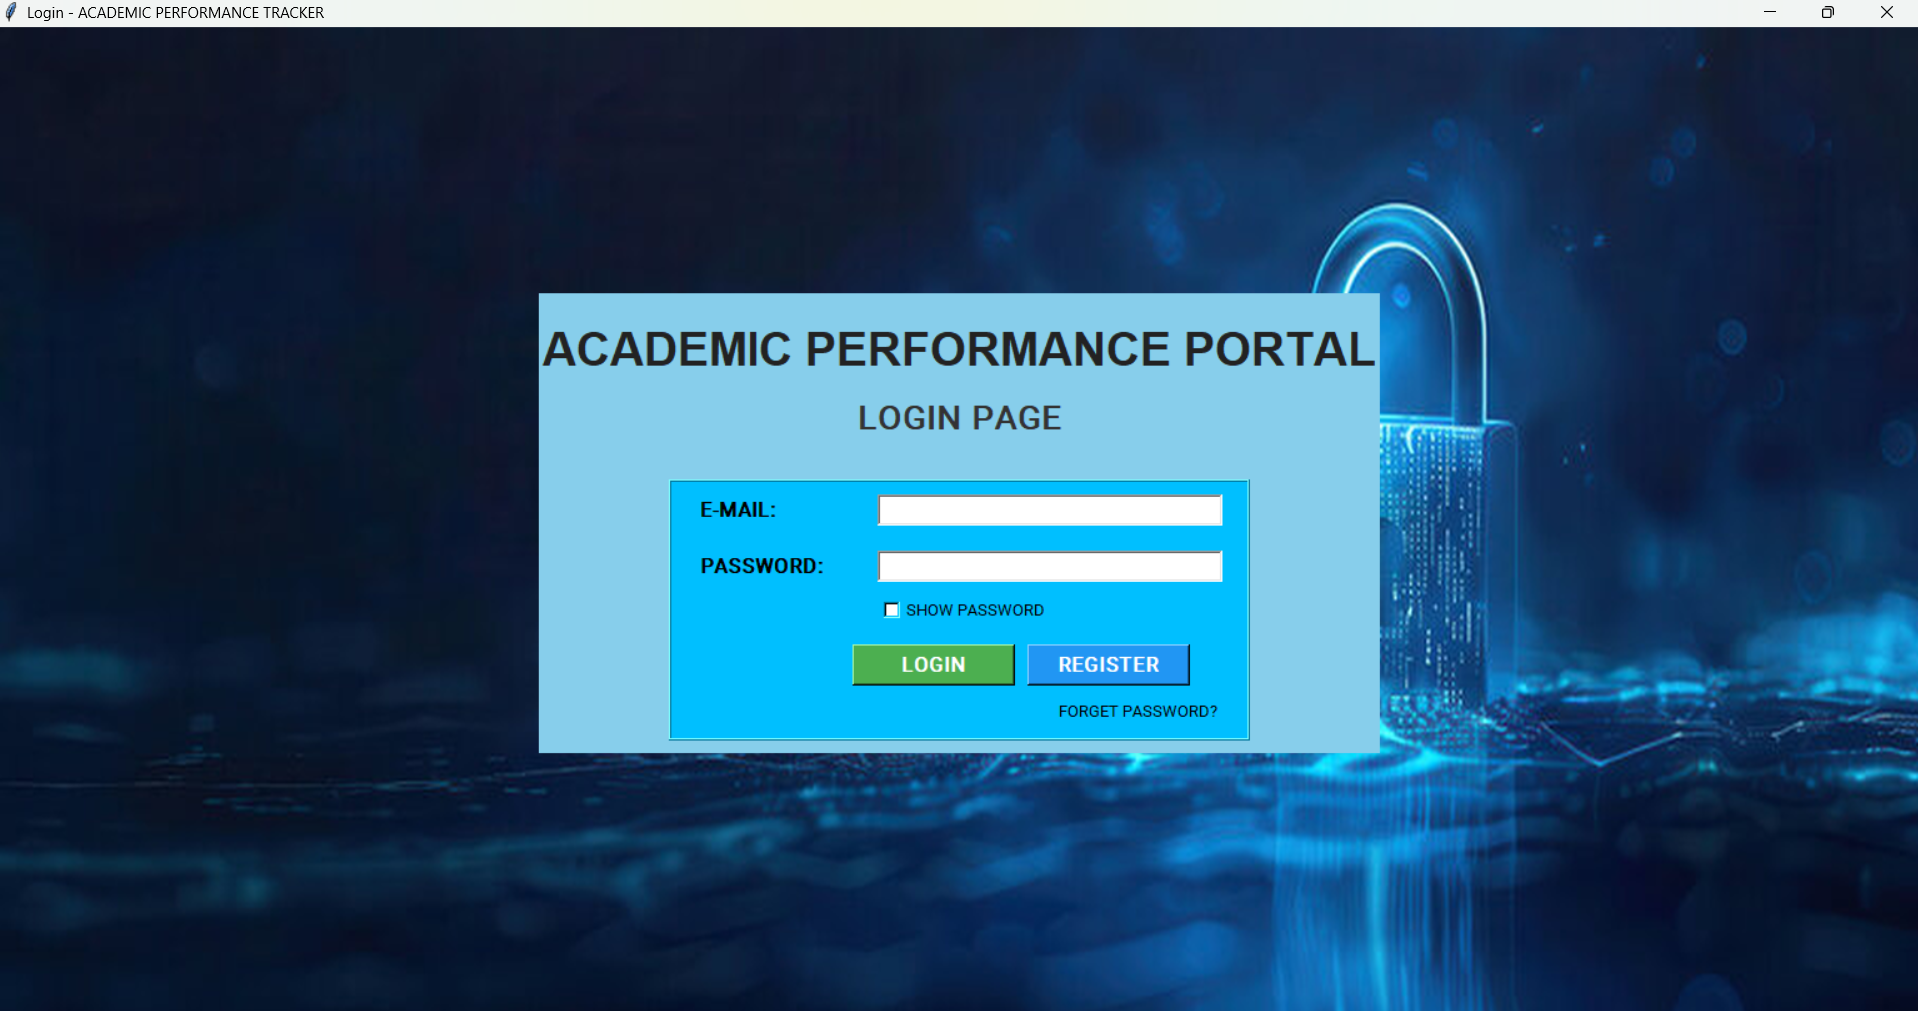 Login - ACADEMIC PERFORMANCE TRACKER
ACADEMIC PERFORMANCE PORTAL
LOGIN PAGE
E-MAIL:
PASSWORD:
SHOW PASSWORD
LOGIN REGISTER
FORGET PASSWORD?